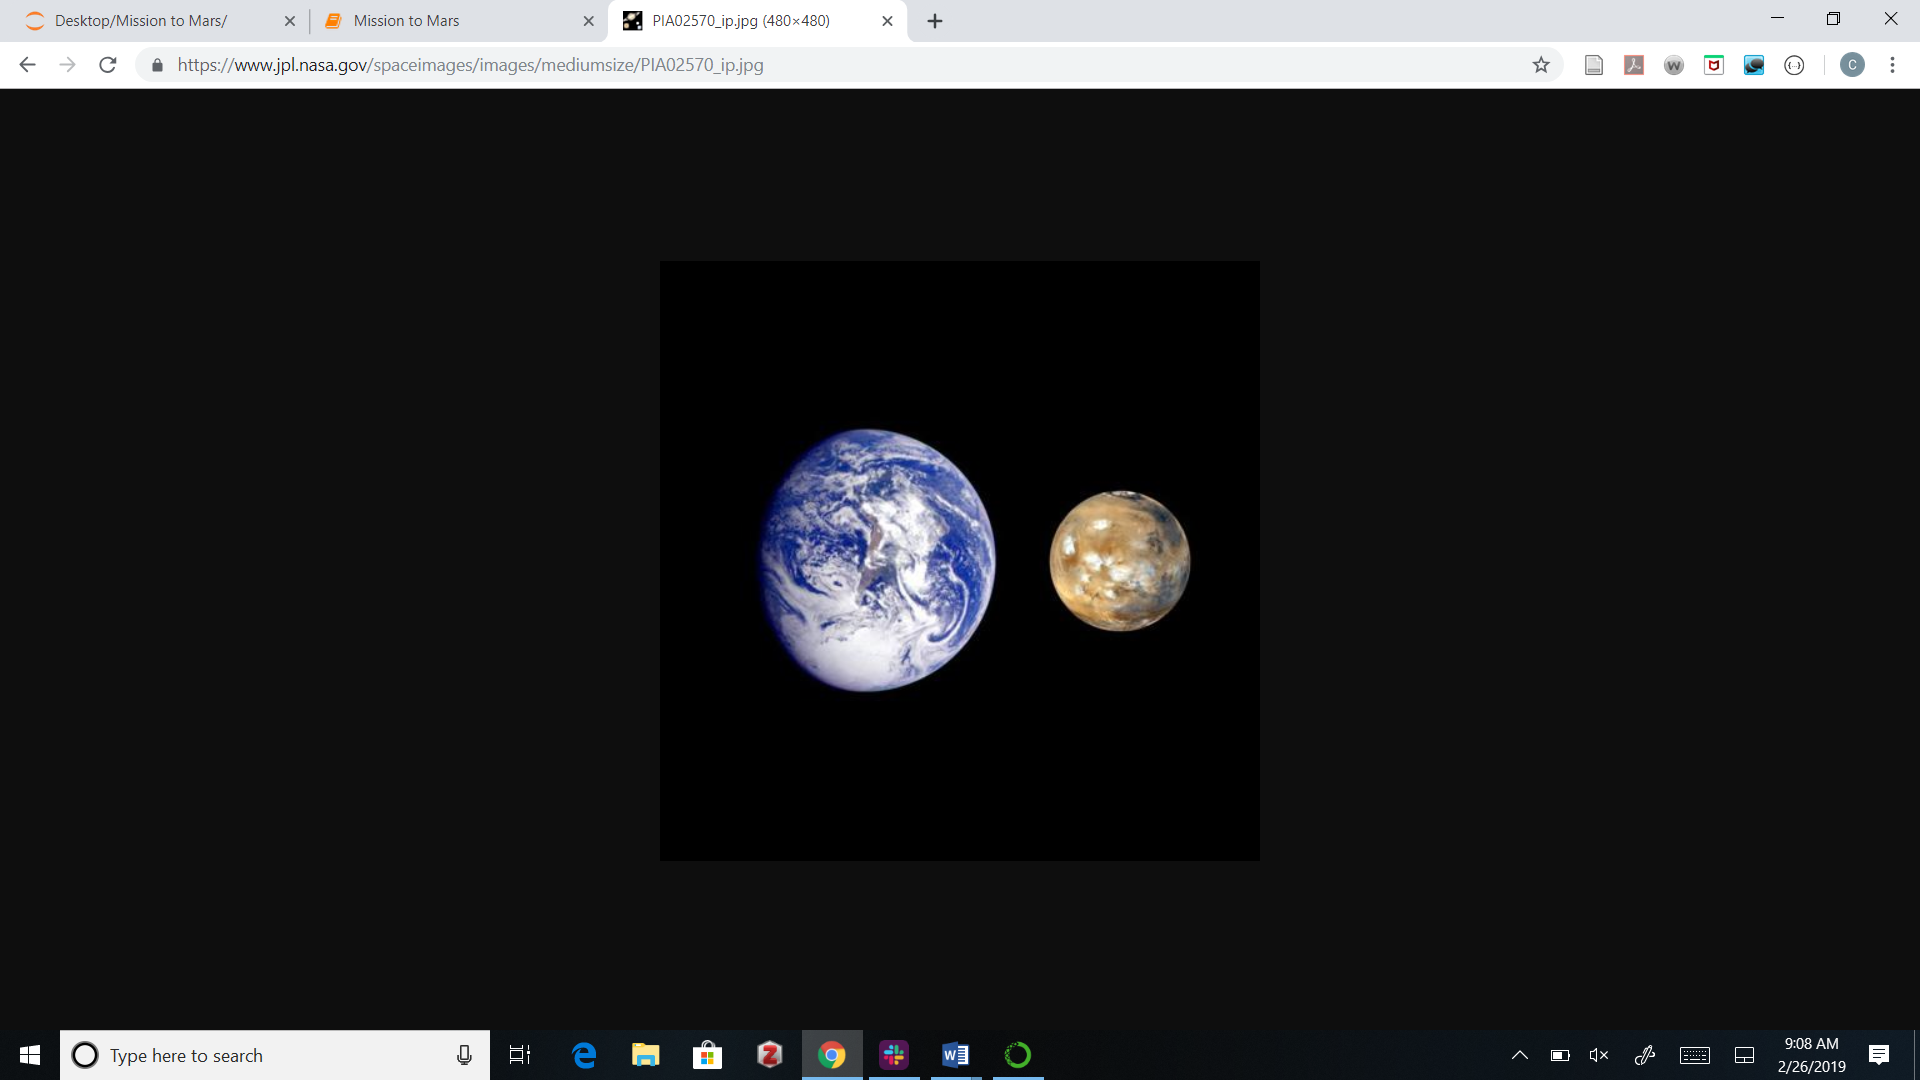 Desktop/Mission to Mars/
Mission to Mars
PIA02570_ip.jpg (480×480)
https://www.jpl.nasa.gov/spaceimages/images/mediumsize/PIA02570_ip.jpg
W
{··}
C
Type here to search
Z
W
9:08 AM
2/26/2019